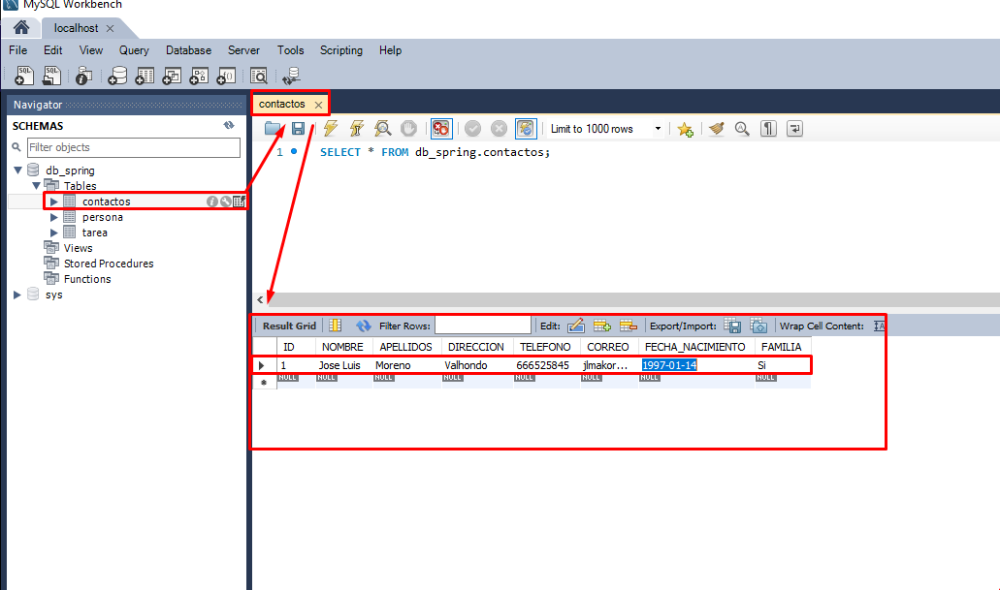 MySQL Workbench
localhost
File Edit View Query Database Server Tools Scripting Help
Navigator
SCHEMAS
Filter objects
db_spring
Tables
contactos
persona
tarea
Views
Stored Procedures
Functions
sys
contactos
Limit to 1000 rows
1 SELECT * FROM db_spring.contactos;
Result Grid Filter Rows: Edit: Export/Import: Wrap Cell Content:
ID NOMBRE APELLIDOS DIRECCION TELEFONO CORREO FECHA_NACIMIENTO FAMILIA
1 Jose Luis Moreno Valhondo 666525845 jlmakor... 1997-01-14 Si
NULL NULL NULL NULL NULL NULL NULL NULL